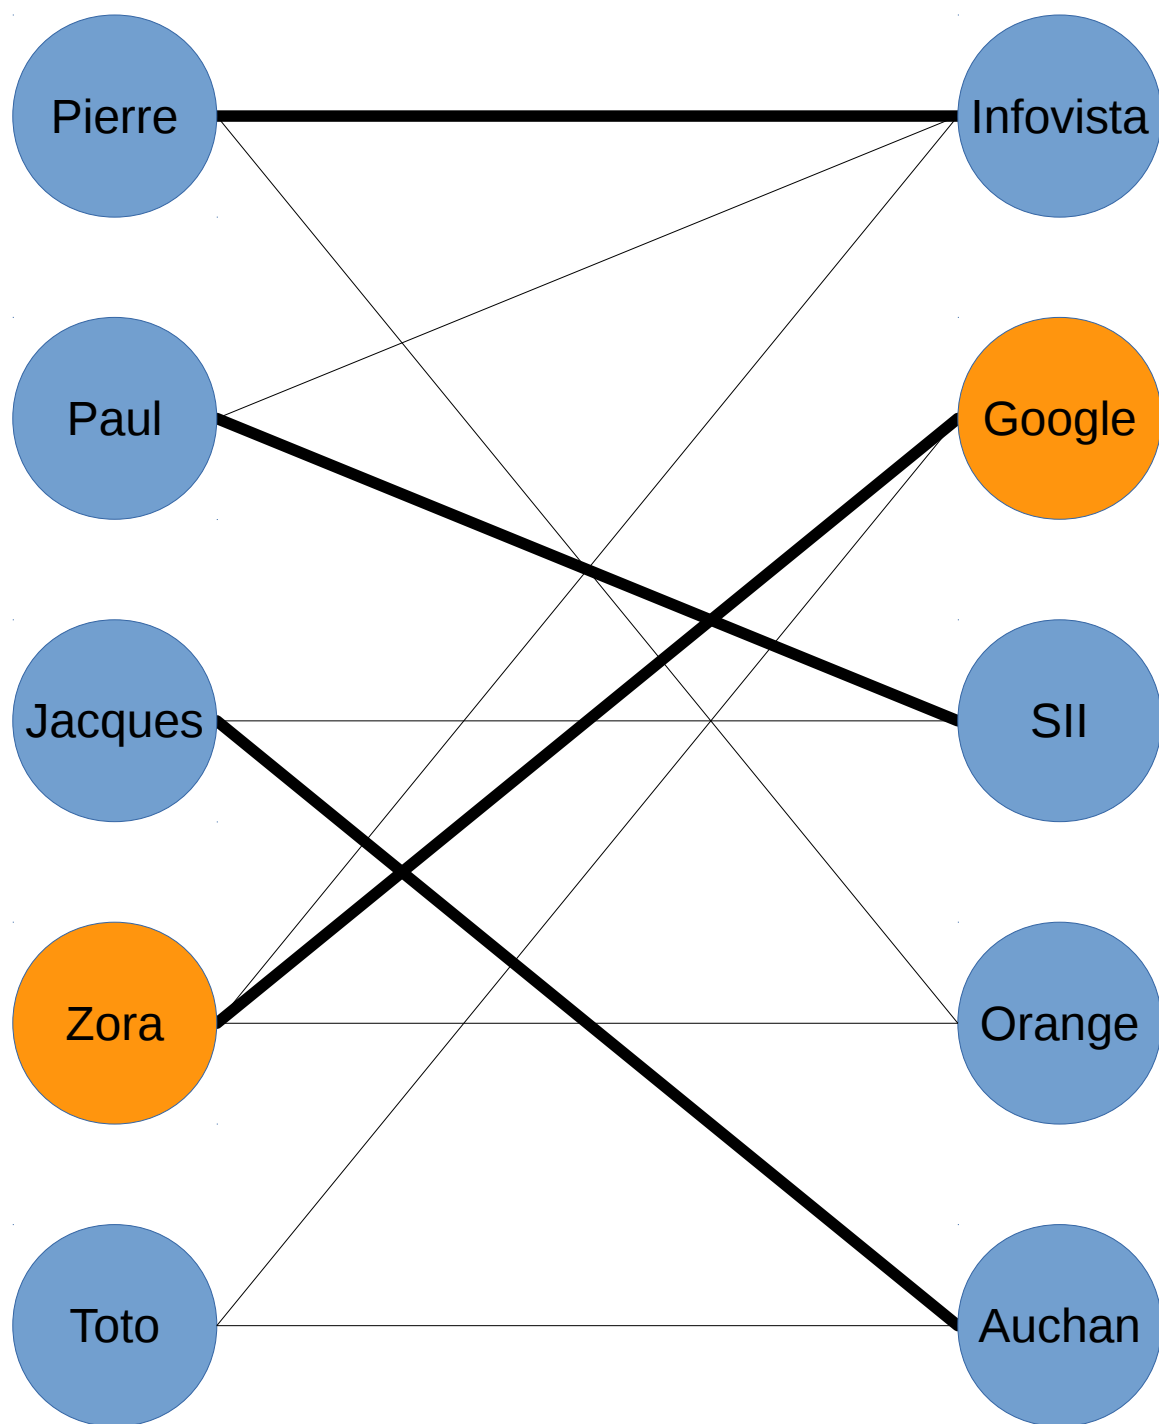 Pierre
Infovista
Paul
Google
Jacques
SII
Zora
Orange
Toto
Auchan